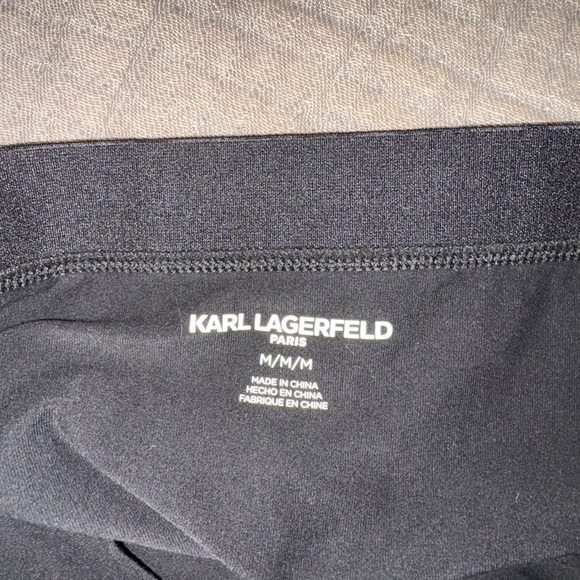 KARL LAGERFELD
PARIS
M/M/M
MADE IN CHINA
HECHO EN CHINA
FABRIQUE EN CHINE